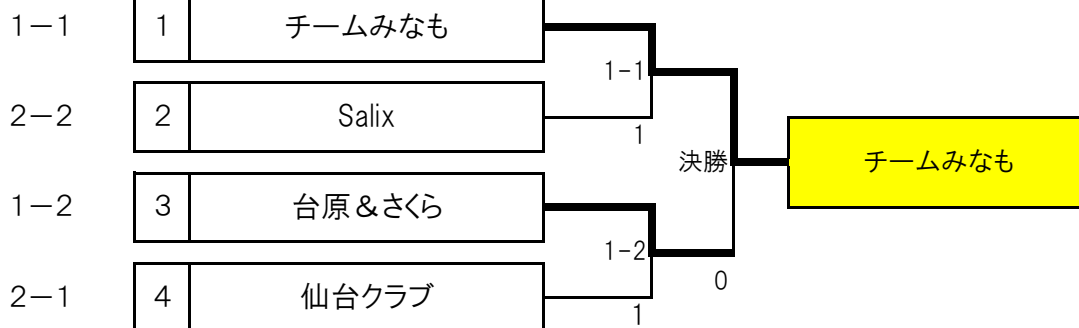 1－1 1 チームみなも
1-1
2－2 2 Salix
1
決勝 チームみなも
1－2 3 台原＆さくら
1-2
0
2－1 4 仙台クラブ
1